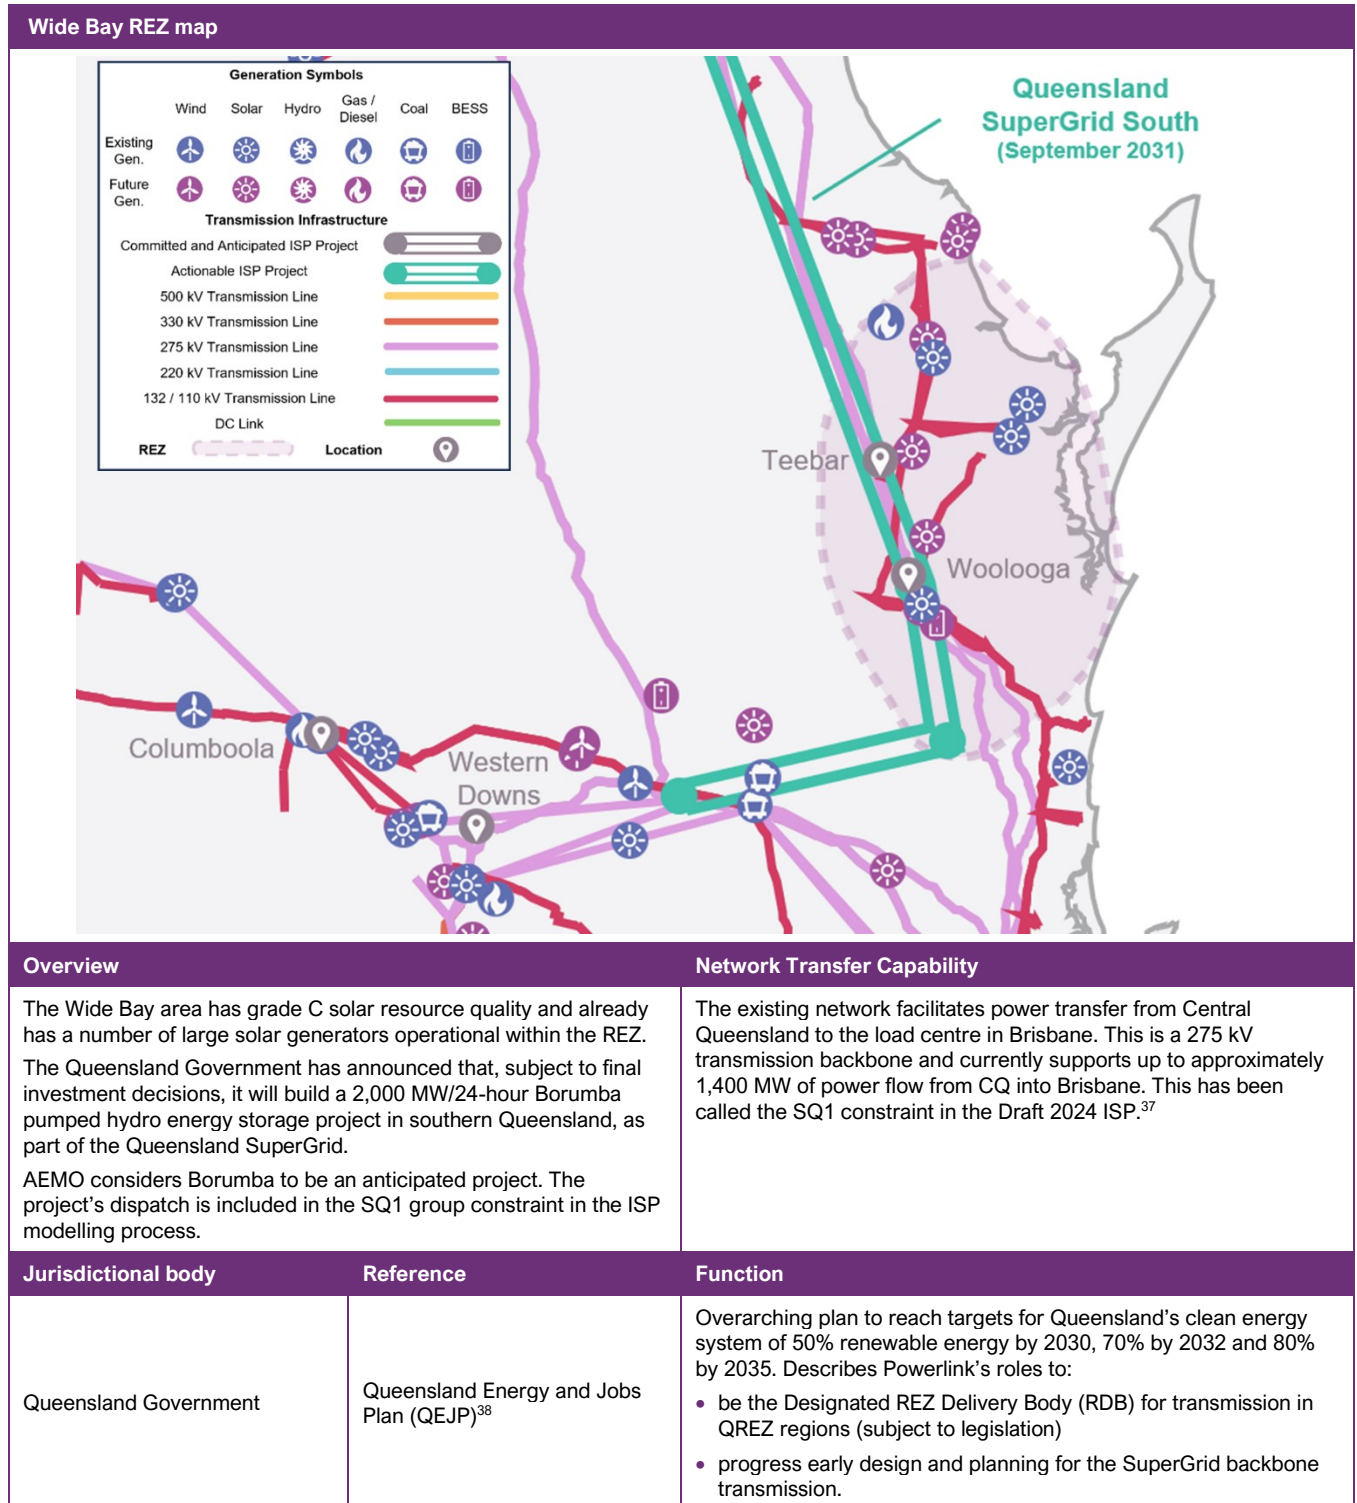 Wide Bay REZ map
Generation Symbols
Wind Solar Hydro Gas / Diesel Coal BESS
Existing Gen.
Future Gen.
Transmission Infrastructure
Committed and Anticipated ISP Project
Actionable ISP Project
500 kV Transmission Line
330 kV Transmission Line
275 kV Transmission Line
220 kV Transmission Line
132 / 110 kV Transmission Line
DC Link
REZ Location
Queensland
SuperGrid South
(September 2031)
Teebar
Woolooga
Columboola
Western
Downs
Overview
The Wide Bay area has grade C solar resource quality and already
has a number of large solar generators operational within the REZ.
The Queensland Government has announced that, subject to final
investment decisions, it will build a 2,000 MW/24-hour Borumba
pumped hydro energy storage project in southern Queensland, as
part of the Queensland SuperGrid.
AEMO considers Borumba to be an anticipated project. The
project's dispatch is included in the SQ1 group constraint in the ISP
modelling process.
Network Transfer Capability
The existing network facilitates power transfer from Central
Queensland to the load centre in Brisbane. This is a 275 kV
transmission backbone and currently supports up to approximately
1,400 MW of power flow from CQ into Brisbane. This has been
called the SQ1 constraint in the Draft 2024 ISP.37
Jurisdictional body
Reference
Function
Queensland Government
Queensland Energy and Jobs
Plan (QEJP)38
Overarching plan to reach targets for Queensland's clean energy
system of 50% renewable energy by 2030, 70% by 2032 and 80%
by 2035. Describes Powerlink's roles to:
• be the Designated REZ Delivery Body (RDB) for transmission in
QREZ regions (subject to legislation)
• progress early design and planning for the SuperGrid backbone
transmission.